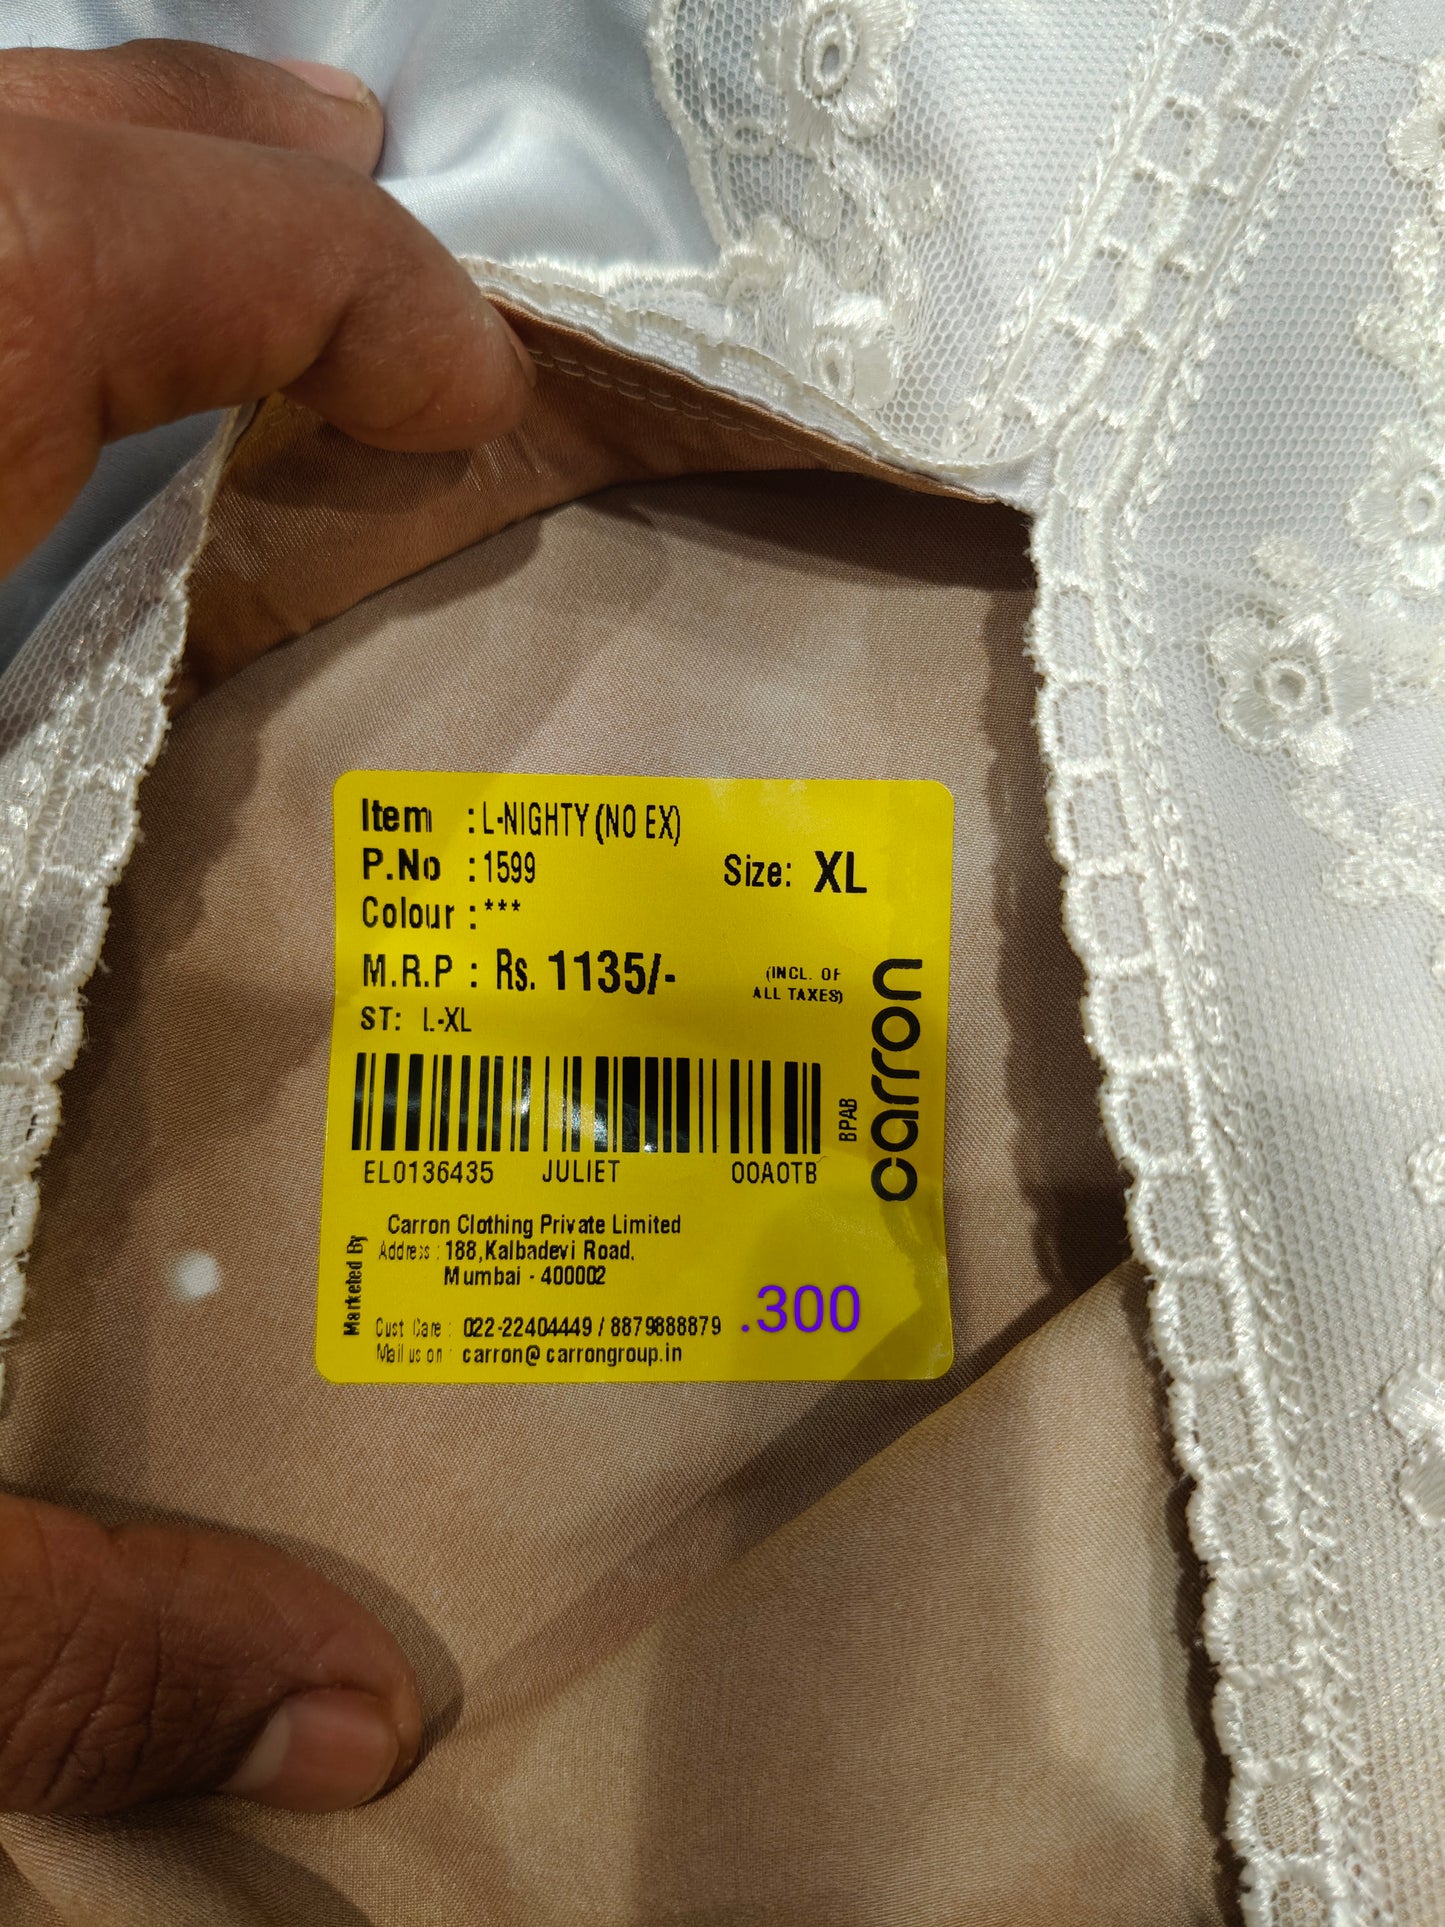 Item : L-NIGHTY (NO EX)
P.No : 1599 Size: XL
Colour : ***
M.R.P : Rs. 1135/- (INCL. OF ALL TAXES)
ST: L-XL
EL0136435 JULIET 00A0TB
BPAB
carron
Marketed By
Carron Clothing Private Limited
Address : 188,Kalbadevi Road,
Mumbai - 400002
Cust Care : 022-22404449 / 8879888879
Mail us on : carron@carrongroup.in
.300